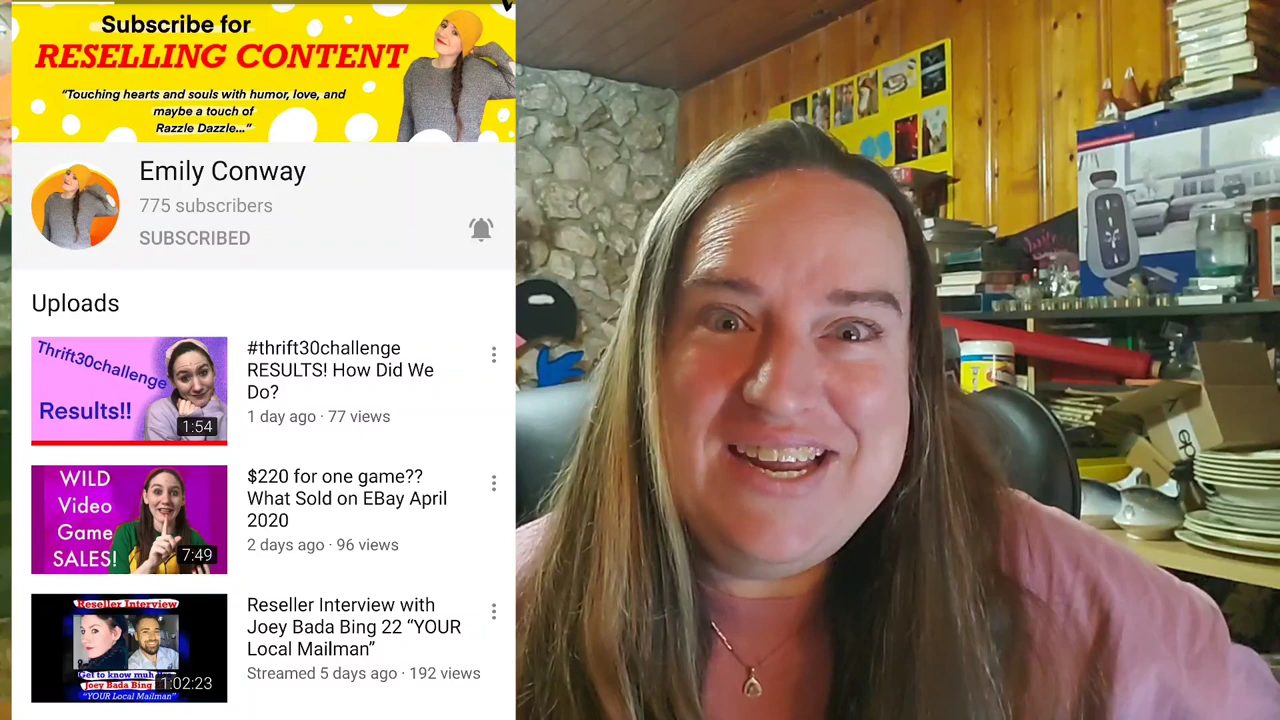 Subscribe for
RESELLING CONTENT
"Touching hearts and souls with humor, love, and
maybe a touch of
Razzle Dazzle..."
Emily Conway
775 subscribers
SUBSCRIBED
Uploads
Thrift30challenge
Results!!
1:54
#thrift30challenge
RESULTS! How Did We
Do?
1 day ago · 77 views
WILD
Video
Game
SALES!
7:49
$220 for one game??
What Sold on EBay April
2020
2 days ago · 96 views
Reseller Interview
Get to know muh
Joey Bada Bing
"YOUR Local Mailman"
1:02:23
Reseller Interview with
Joey Bada Bing 22 “YOUR
Local Mailman”
Streamed 5 days ago · 192 views